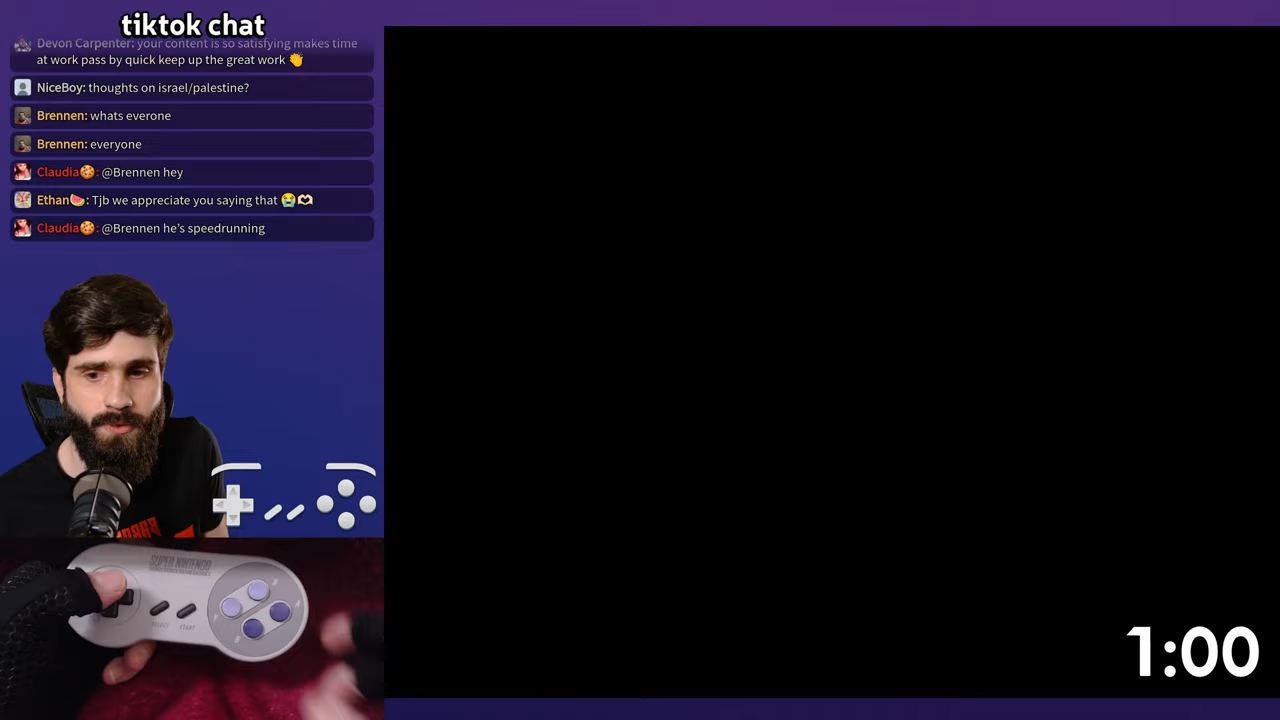 tiktok chat
Devon Carpenter: your content is so satisfying makes time
at work pass by quick keep up the great work 👏
NiceBoy: thoughts on israel/palestine?
Brennen: whats everone
Brennen: everyone
Claudia🍪: @Brennen hey
Ethan🍉: Tjb we appreciate you saying that 😭🫶
Claudia🍪: @Brennen he's speedrunning
SUPER NINTENDO
SELECT
START
1:00